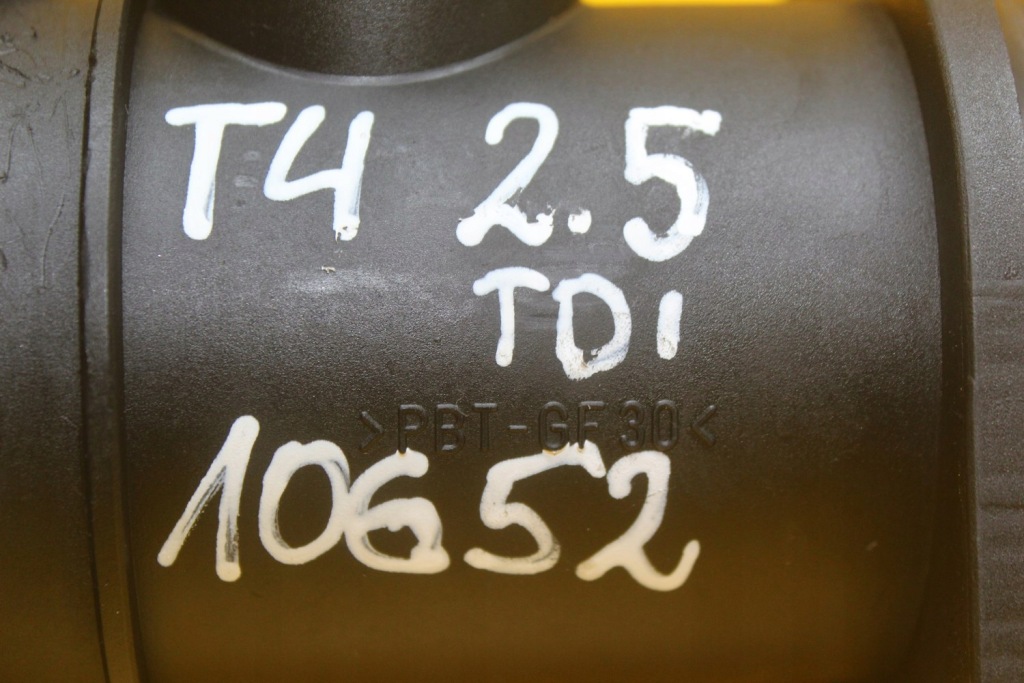 T4 2.5
TDI
>PBT-GF30<
10652